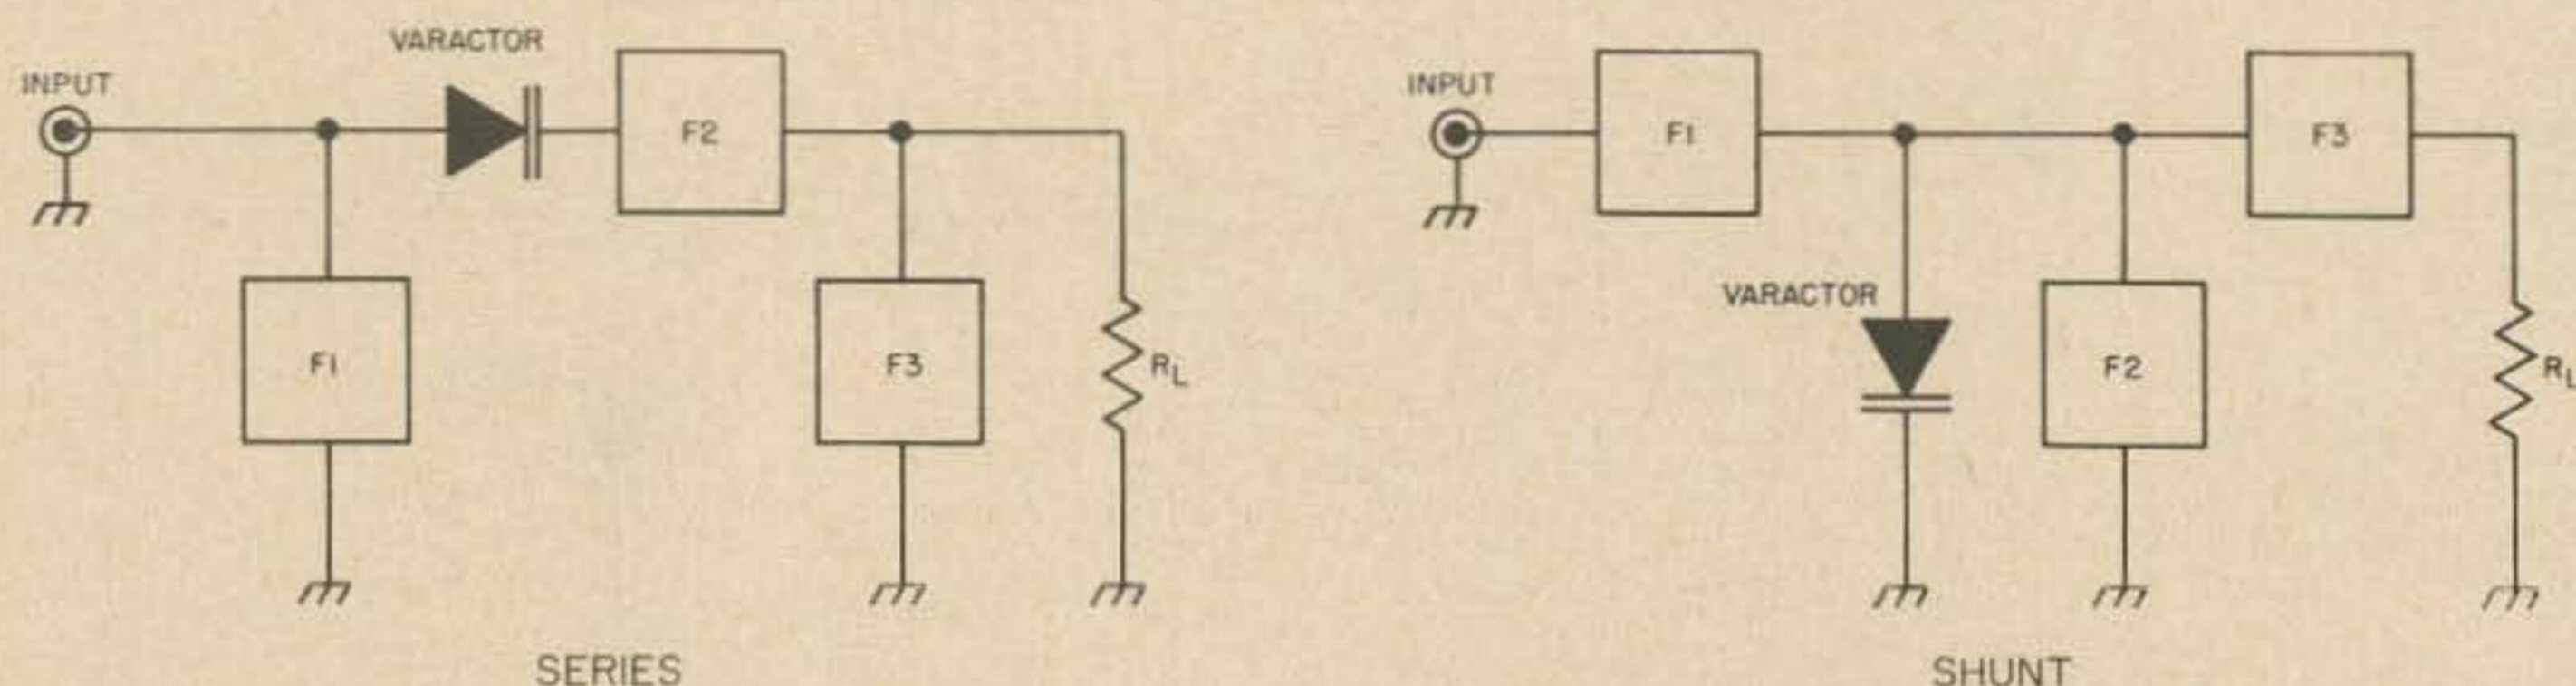 VARACTOR
INPUT
F2
F1
F3
RL
SERIES
INPUT
F1
F3
VARACTOR
F2
RL
SHUNT